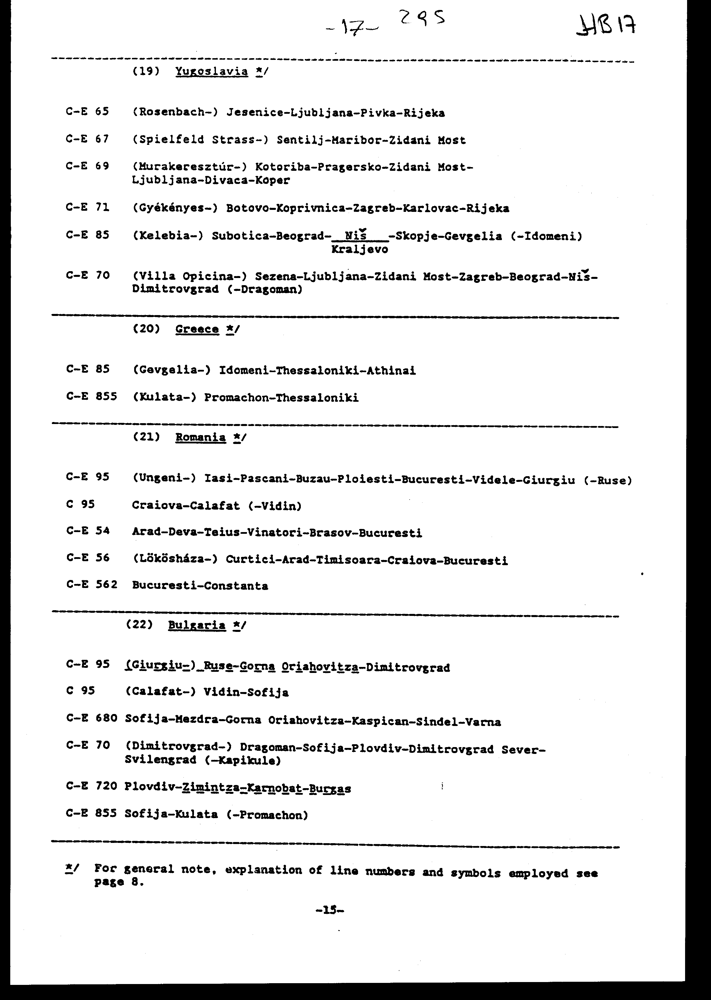 -17- 295 HB 17
(19) Yugoslavia */
C-E 65 (Rosenbach-) Jesenice-Ljubljana-Pivka-Rijeka
C-E 67 (Spielfeld Strass-) Sentilj-Maribor-Zidani Most
C-E 69 (Murakeresztúr-) Kotoriba-Pragersko-Zidani Most-
Ljubljana-Divaca-Koper
C-E 71 (Gyékényes-) Botovo-Koprivnica-Zagreb-Karlovac-Rijeka
C-E 85 (Kelebia-) Subotica-Beograd- Niš -Skopje-Gevgelia (-Idomeni)
Kraljevo
C-E 70 (Villa Opicina-) Sezena-Ljubljana-Zidani Most-Zagreb-Beograd-Niš-
Dimitrovgrad (-Dragoman)
(20) Greece */
C-E 85 (Gevgelia-) Idomeni-Thessaloniki-Athinai
C-E 855 (Kulata-) Promachon-Thessaloniki
(21) Romania */
C-E 95 (Ungeni-) Iasi-Pascani-Buzau-Ploiesti-Bucuresti-Videle-Giurgiu (-Ruse)
C 95 Craiova-Calafat (-Vidin)
C-E 54 Arad-Deva-Teius-Vinatori-Brasov-Bucuresti
C-E 56 (Lökösháza-) Curtici-Arad-Timisoara-Craiova-Bucuresti
C-E 562 Bucuresti-Constanta
(22) Bulgaria */
C-E 95 (Giurgiu-) Ruse-Gorna Oriahovitza-Dimitrovgrad
C 95 (Calafat-) Vidin-Sofija
C-E 680 Sofija-Mezdra-Gorna Oriahovitza-Kaspican-Sindel-Varna
C-E 70 (Dimitrovgrad-) Dragoman-Sofija-Plovdiv-Dimitrovgrad Sever-
Svilengrad (-Kapikule)
C-E 720 Plovdiv-Zimintza-Karnobat-Burgas
C-E 855 Sofija-Kulata (-Promachon)
*/ For general note, explanation of line numbers and symbols employed see
page 8.
-15-